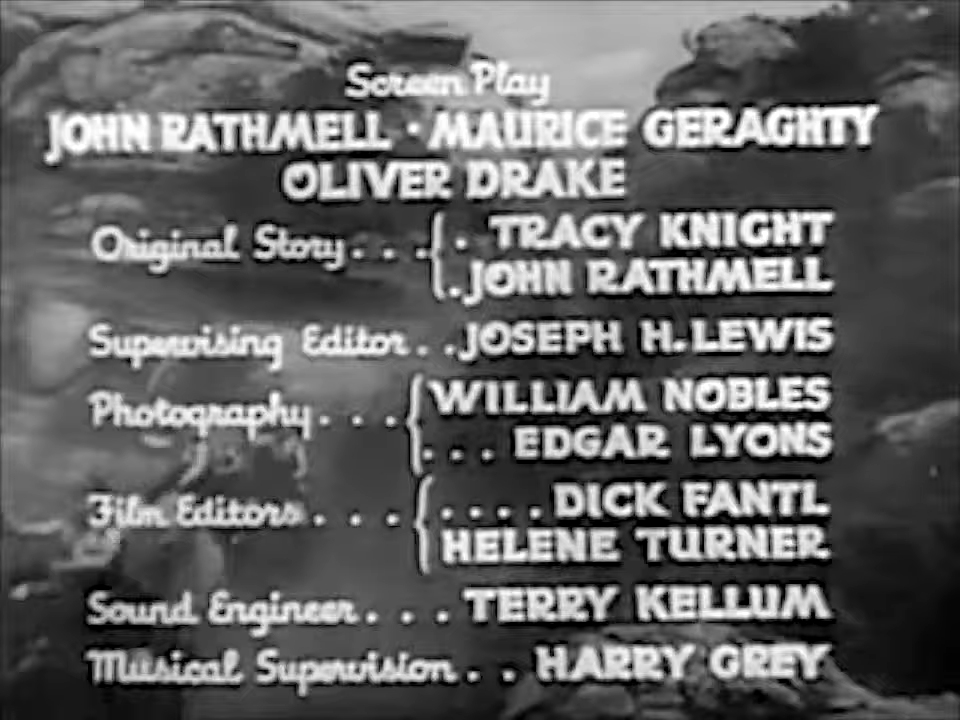 Screen Play
JOHN RATHMELL · MAURICE GERAGHTY
OLIVER DRAKE
Original Story . . . { . TRACY KNIGHT
. JOHN RATHMELL
Supervising Editor . . JOSEPH H. LEWIS
Photography . . . { WILLIAM NOBLES
. . . EDGAR LYONS
Film Editors . . . { . . . . DICK FANTL
HELENE TURNER
Sound Engineer . . . TERRY KELLUM
Musical Supervision . . HARRY GREY